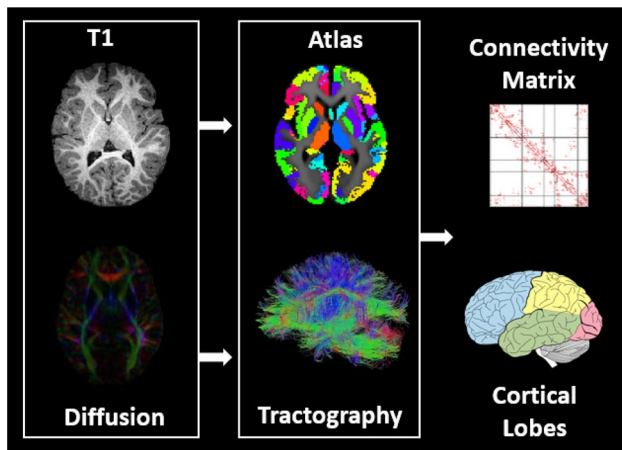 T1
Diffusion
Atlas
Tractography
Connectivity
Matrix
Cortical
Lobes